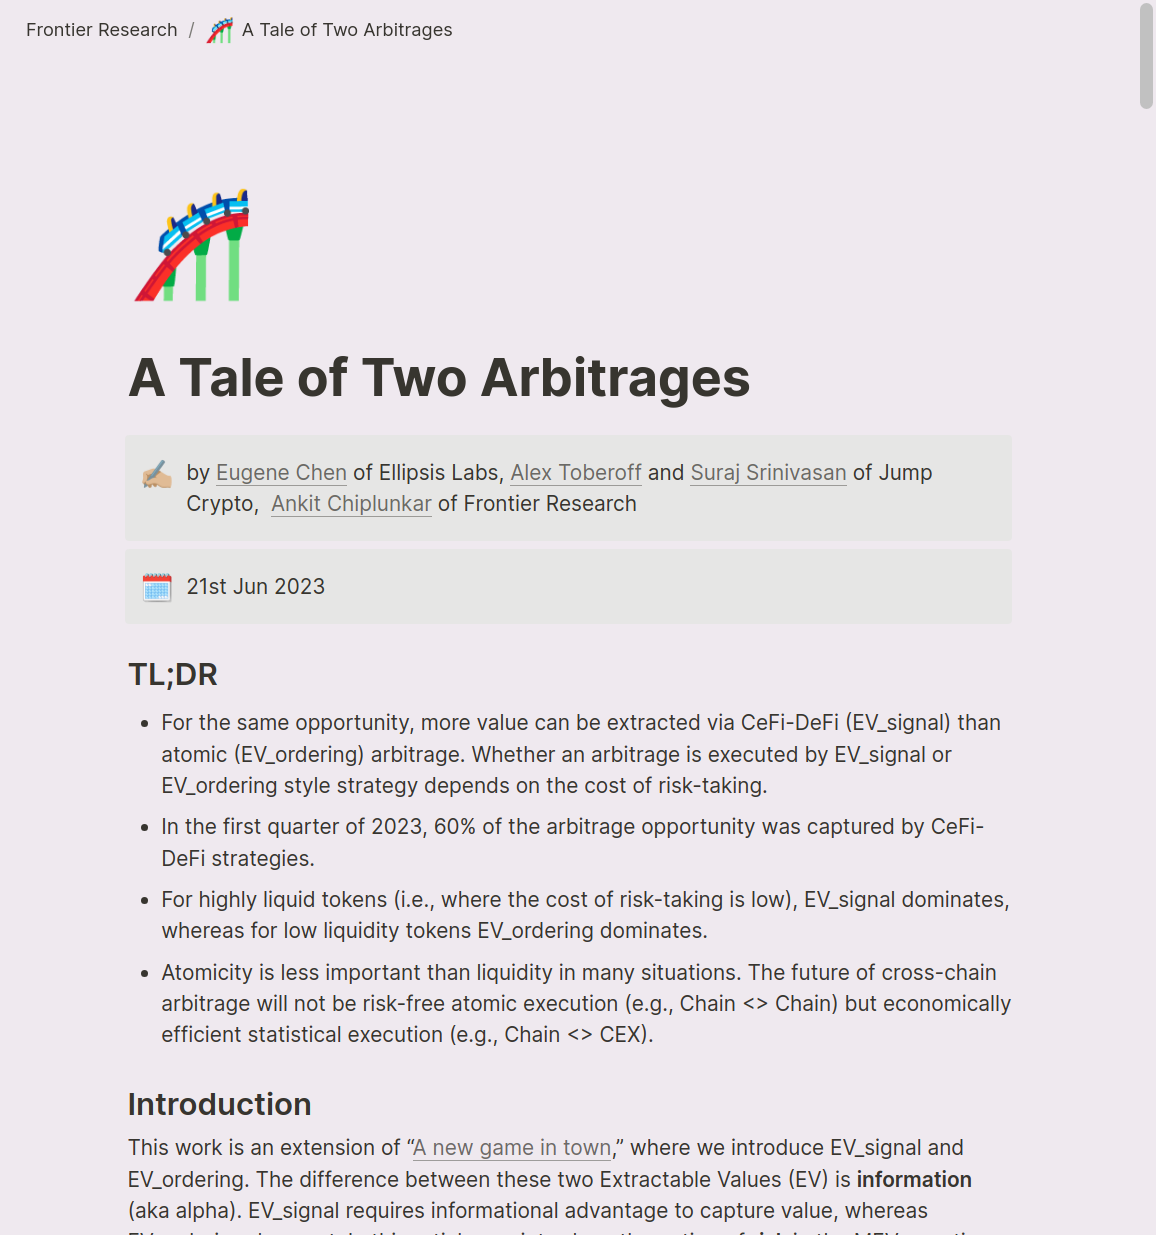 Frontier Research / A Tale of Two Arbitrages
A Tale of Two Arbitrages
by Eugene Chen of Ellipsis Labs, Alex Toberoff and Suraj Srinivasan of Jump
Crypto, Ankit Chiplunkar of Frontier Research
21st Jun 2023
TL;DR
• For the same opportunity, more value can be extracted via CeFi-DeFi (EV_signal) than
atomic (EV_ordering) arbitrage. Whether an arbitrage is executed by EV_signal or
EV_ordering style strategy depends on the cost of risk-taking.
• In the first quarter of 2023, 60% of the arbitrage opportunity was captured by CeFi-
DeFi strategies.
• For highly liquid tokens (i.e., where the cost of risk-taking is low), EV_signal dominates,
whereas for low liquidity tokens EV_ordering dominates.
• Atomicity is less important than liquidity in many situations. The future of cross-chain
arbitrage will not be risk-free atomic execution (e.g., Chain <> Chain) but economically
efficient statistical execution (e.g., Chain <> CEX).
Introduction
This work is an extension of “A new game in town,” where we introduce EV_signal and
EV_ordering. The difference between these two Extractable Values (EV) is information
(aka alpha). EV_signal requires informational advantage to capture value, whereas